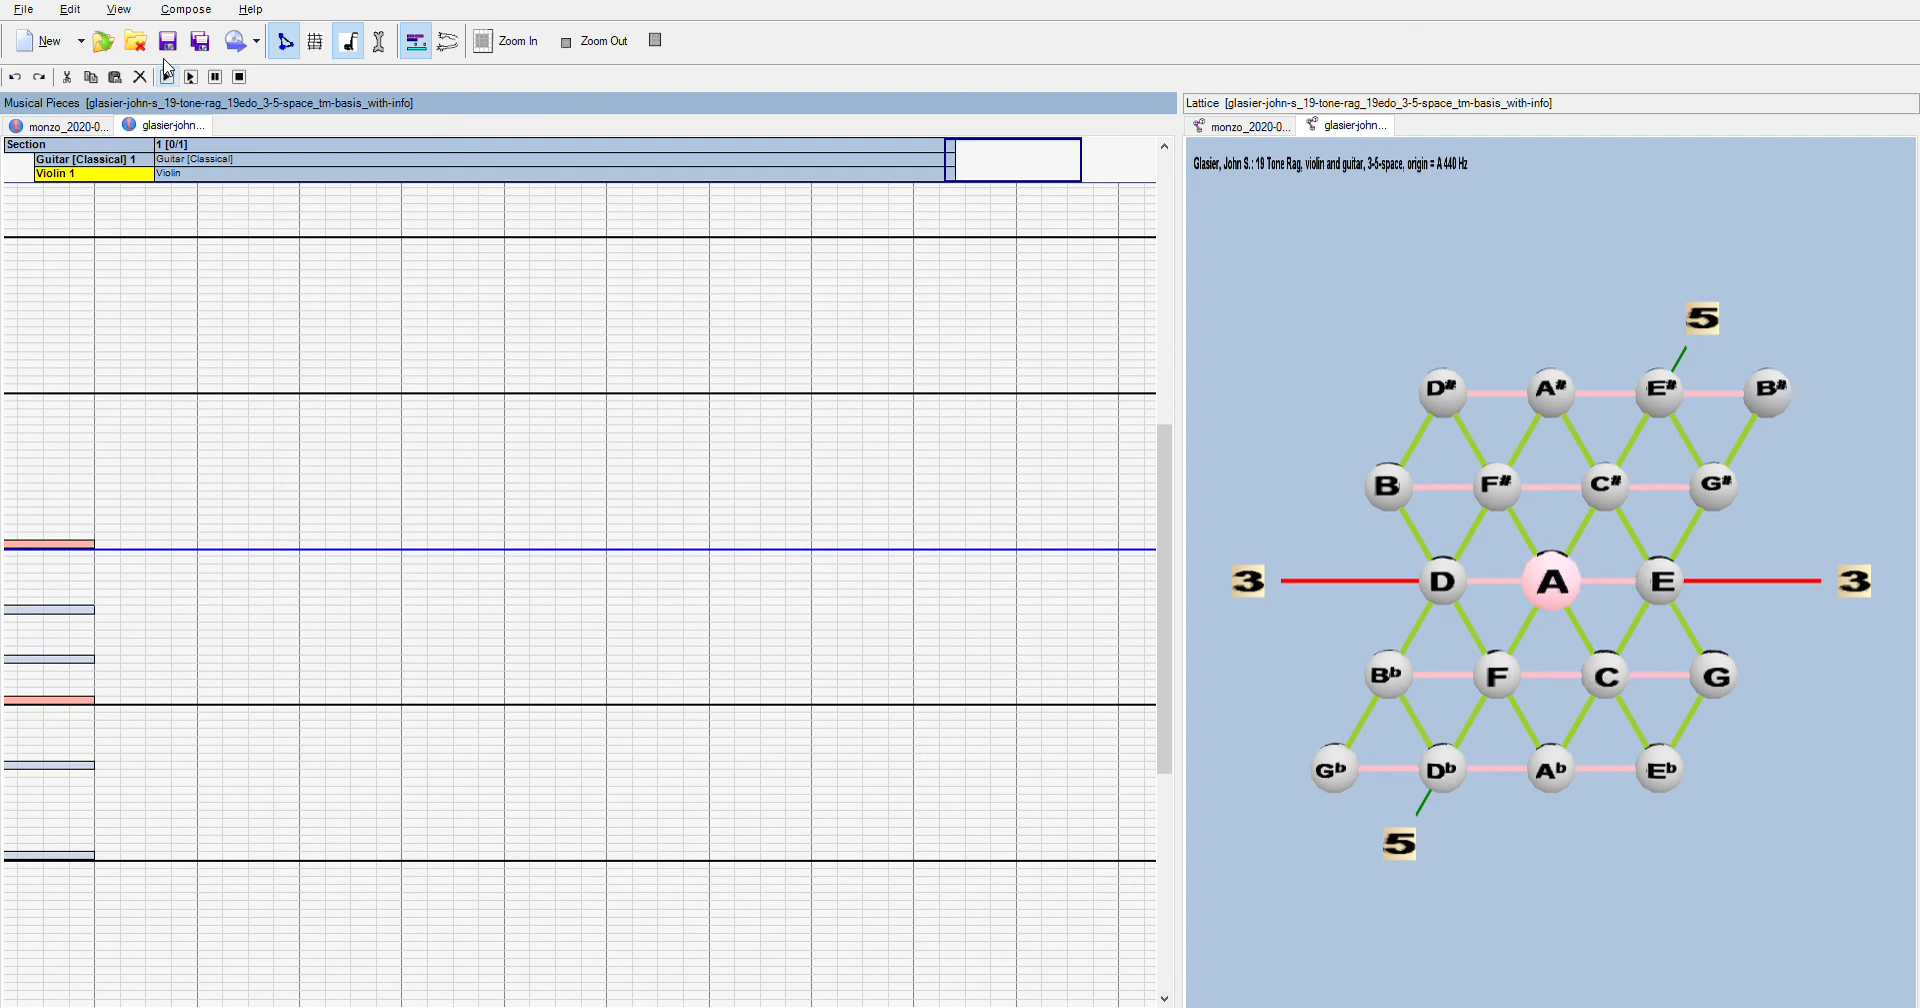 File Edit View Compose Help
New Zoom In Zoom Out
Musical Pieces [glasier-john-s_19-tone-rag_19edo_3-5-space_tm-basis_with-info]
monzo_2020-0... glasier-john...
Section 1 [0/1]
Guitar [Classical] 1 Guitar [Classical]
Violin 1 Violin
Lattice [glasier-john-s_19-tone-rag_19edo_3-5-space_tm-basis_with-info]
monzo_2020-0... glasier-john...
Glasier, John S.: 19 Tone Rag, violin and guitar, 3-5-space, origin = A 440 Hz
5
D# A# E# B#
B F# C# G#
3 D A E 3
Bb F C G
Gb Db Ab Eb
5